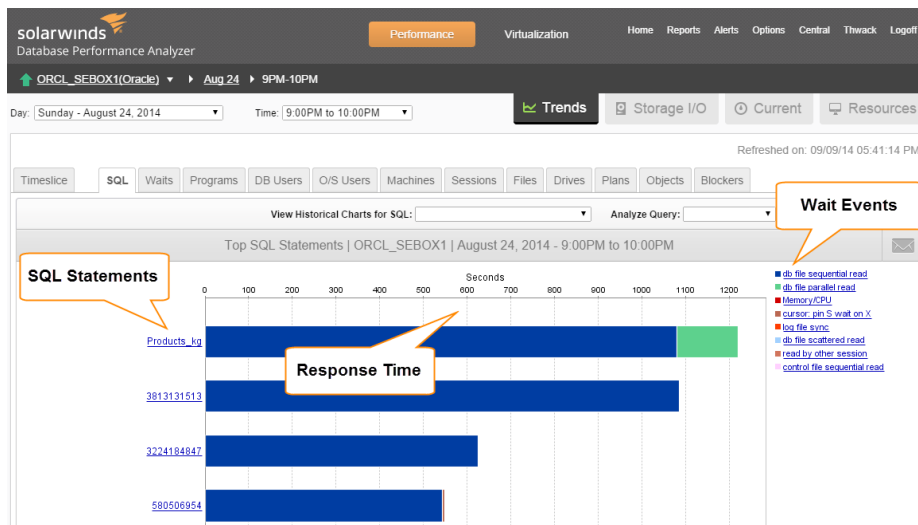 solarwinds
Database Performance Analyzer
Performance
Virtualization
Home Reports Alerts Options Central Thwack Logoff
ORCL_SEBOX1(Oracle) Aug 24 9PM-10PM
Day: Sunday - August 24, 2014
Time: 9:00PM to 10:00PM
Trends
Storage I/O
Current
Resources
Refreshed on: 09/09/14 05:41:14 PM
Timeslice SQL Waits Programs DB Users O/S Users Machines Sessions Files Drives Plans Objects Blockers
View Historical Charts for SQL:
Analyze Query:
Wait Events
Top SQL Statements | ORCL_SEBOX1 | August 24, 2014 - 9:00PM to 10:00PM
SQL Statements
Seconds
0 100 200 300 400 500 600 700 800 900 1000 1100 1200
db file sequential read
db file parallel read
Memory/CPU
cursor: pin S wait on X
log file sync
db file scattered read
read by other session
control file sequential read
Products_kg
Response Time
3813131513
3224184847
580506954